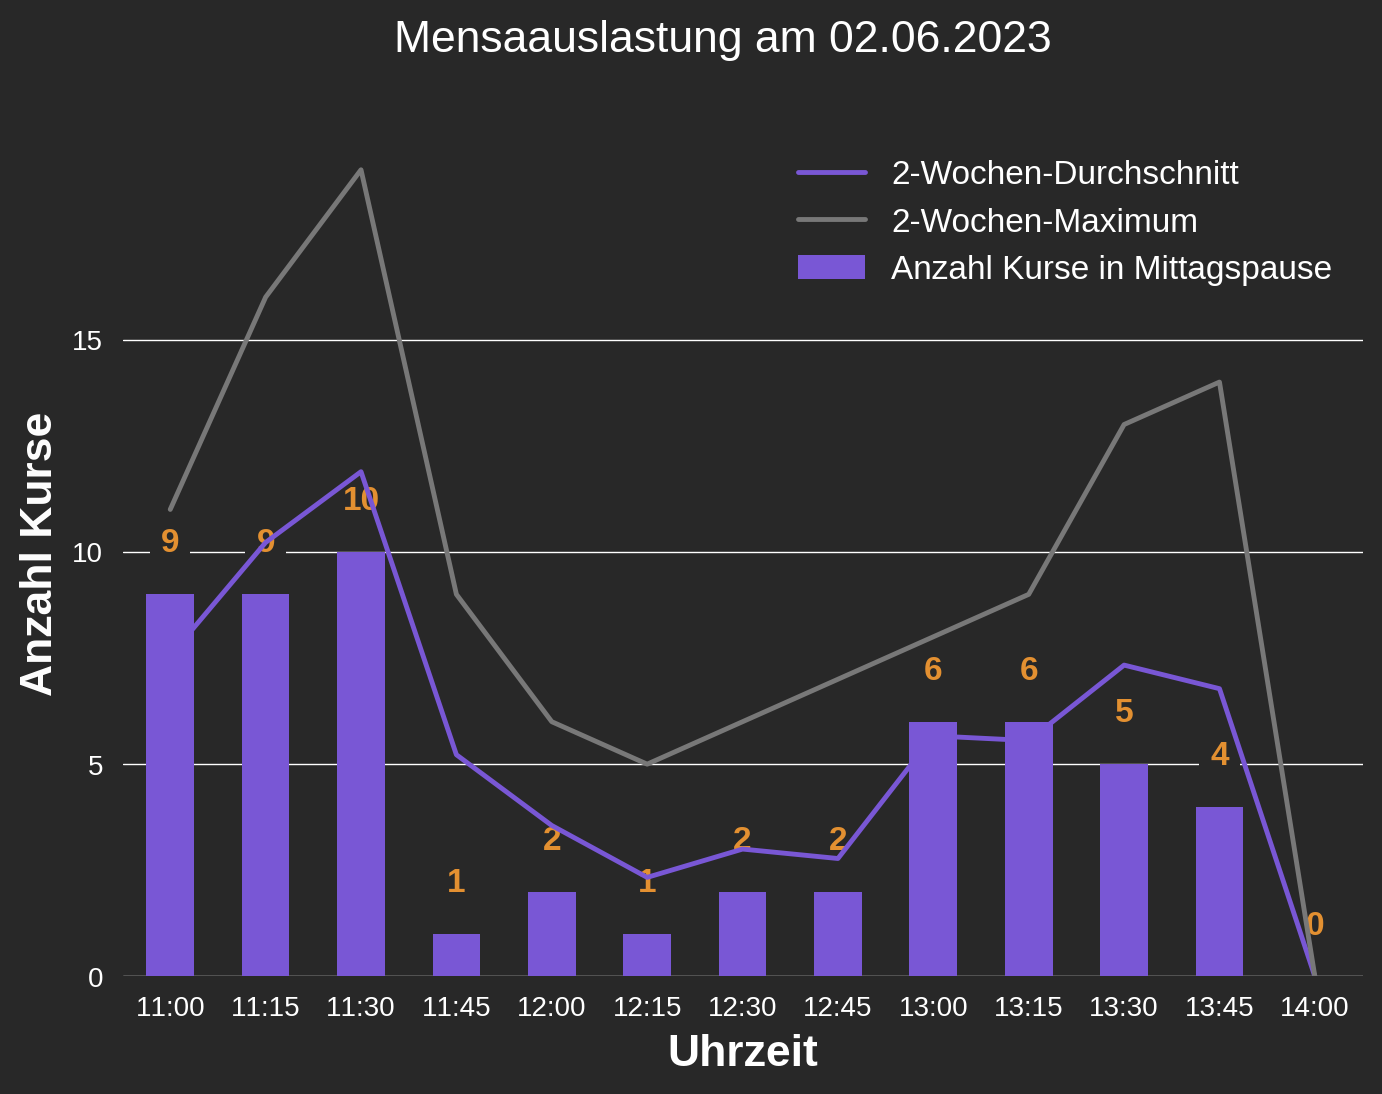 Mensaauslastung am 02.06.2023
2-Wochen-Durchschnitt
2-Wochen-Maximum
Anzahl Kurse in Mittagspause
Anzahl Kurse
15
10
5
0
9
9
10
1
2
1
2
2
6
6
5
4
0
11:00 11:15 11:30 11:45 12:00 12:15 12:30 12:45 13:00 13:15 13:30 13:45 14:00
Uhrzeit